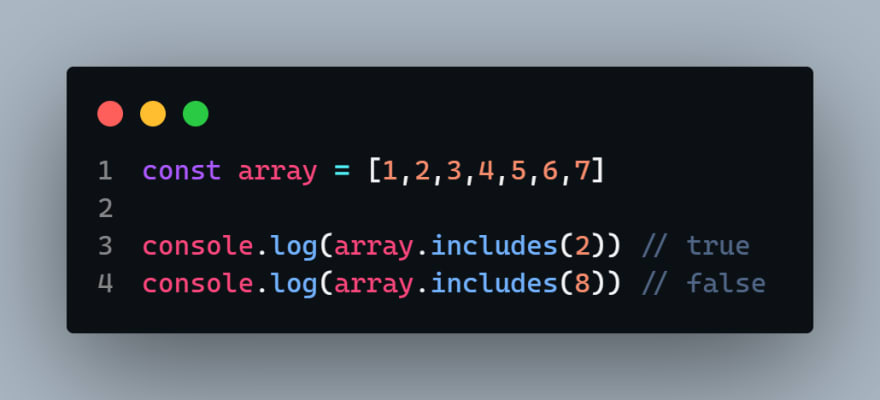 1 const array = [1,2,3,4,5,6,7]
2
3 console.log(array.includes(2)) // true
4 console.log(array.includes(8)) // false